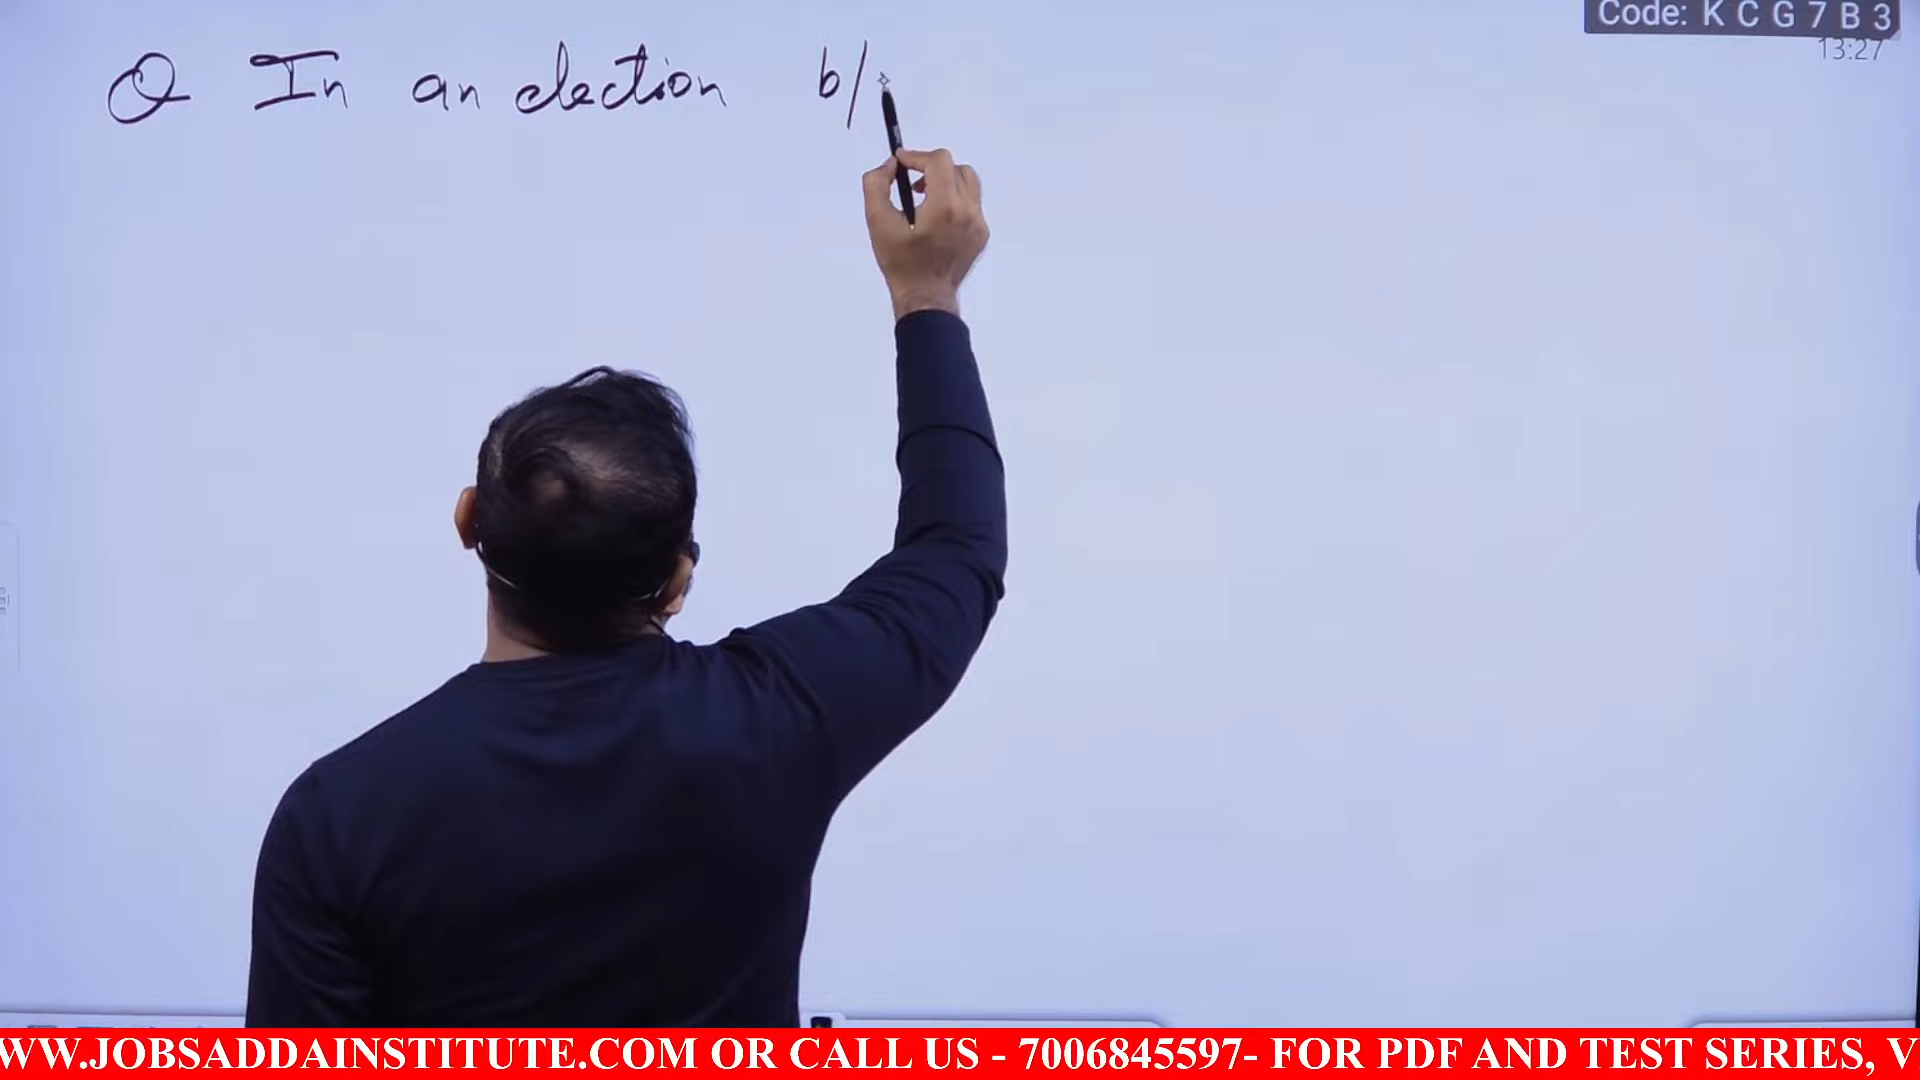 Code: K C G 7 B 3
13:27
Q In an election b/
WWW.JOBSADDAINSTITUTE.COM OR CALL US - 7006845597- FOR PDF AND TEST SERIES, V